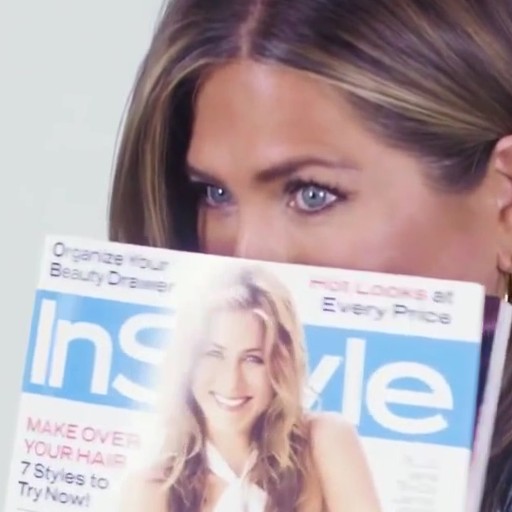 Organize Your
Beauty Drawer
Hot Looks at
Every Price
InStyle
MAKE OVER
YOUR HAIR
7 Styles to
Try Now!